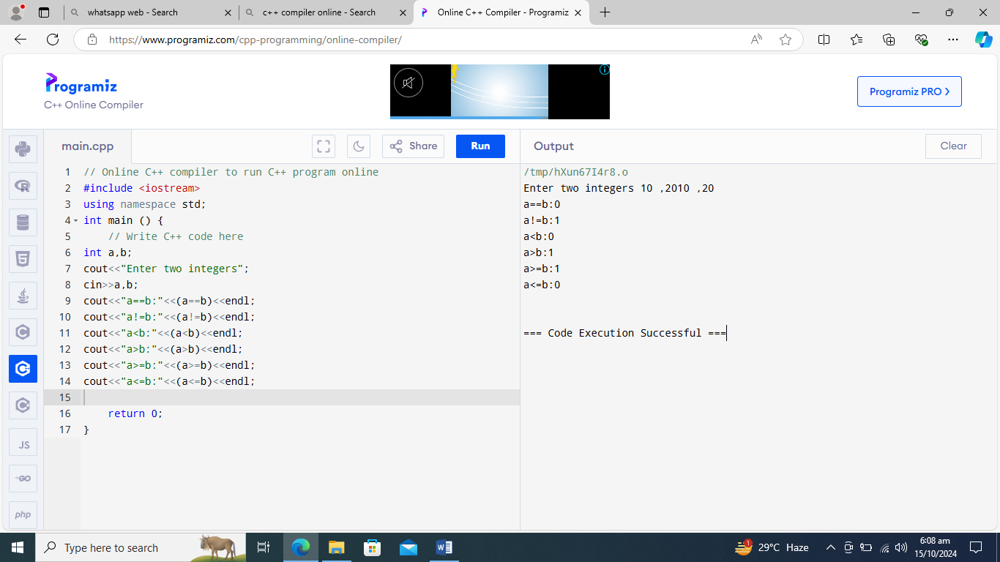 whatsapp web - Search
c++ compiler online - Search
Online C++ Compiler - Programiz
https://www.programiz.com/cpp-programming/online-compiler/
Programiz
C++ Online Compiler
Programiz PRO
main.cpp
Share
Run
Output
Clear
1 // Online C++ compiler to run C++ program online
2 #include <iostream>
3 using namespace std;
4 int main () {
5 // Write C++ code here
6 int a,b;
7 cout<<"Enter two integers";
8 cin>>a,b;
9 cout<<"a==b:"<<(a==b)<<endl;
10 cout<<"a!=b:"<<(a!=b)<<endl;
11 cout<<"a<b:"<<(a<b)<<endl;
12 cout<<"a>b:"<<(a>b)<<endl;
13 cout<<"a>=b:"<<(a>=b)<<endl;
14 cout<<"a<=b:"<<(a<=b)<<endl;
15
16 return 0;
17 }
/tmp/hXun67I4r8.o
Enter two integers 10 ,2010 ,20
a==b:0
a!=b:1
a<b:0
a>b:1
a>=b:1
a<=b:0
=== Code Execution Successful ===
JS
GO
php
Type here to search
1
29°C Haze
6:08 am
15/10/2024